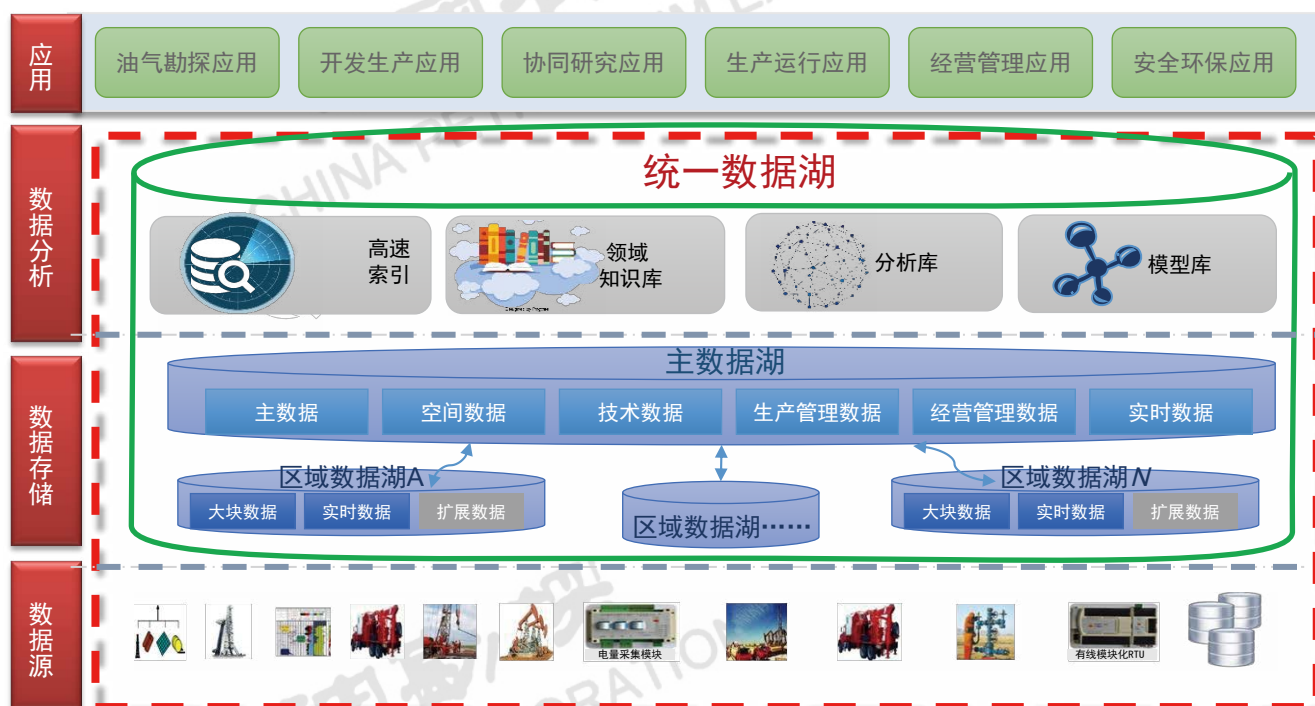 应用
油气勘探应用
开发生产应用
协同研究应用
生产运行应用
经营管理应用
安全环保应用
数据分析
统一数据湖
高速
索引
领域
知识库
分析库
模型库
数据存储
主数据湖
主数据
空间数据
技术数据
生产管理数据
经营管理数据
实时数据
区域数据湖A
大块数据
实时数据
扩展数据
区域数据湖……
区域数据湖N
大块数据
实时数据
扩展数据
数据源
电量采集模块
有线模块化RTU